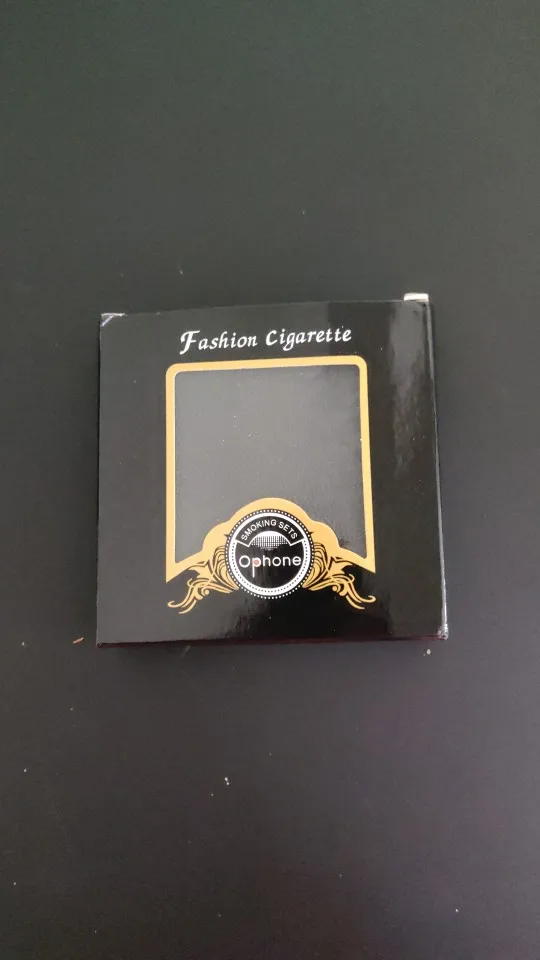 Fashion Cigarette
SMOKING SETS
Ophone